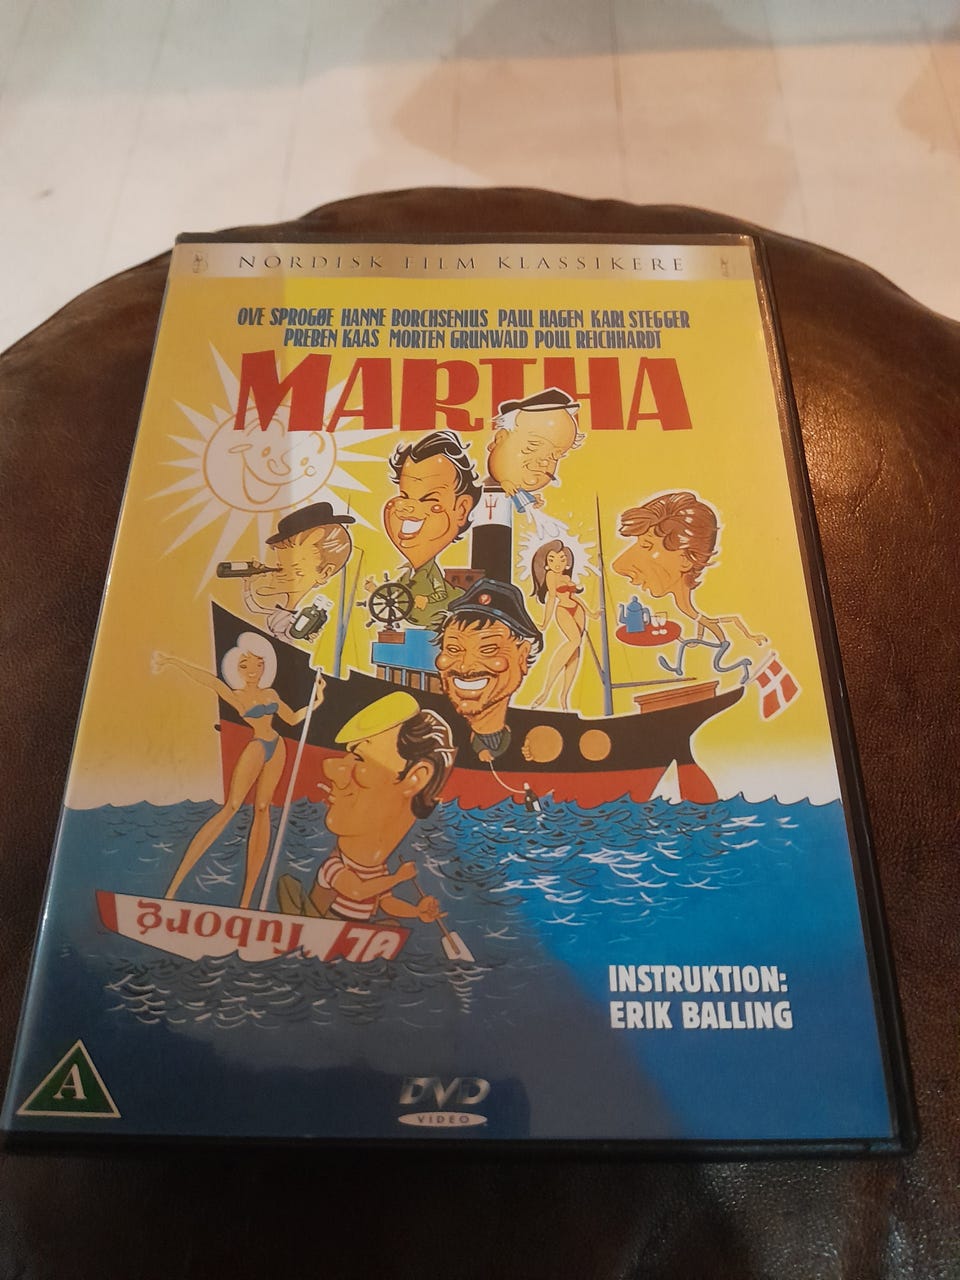 NORDISK FILM KLASSIKERE
OVE SPROGØE HANNE BORCHSENIUS PAUL HAGEN KARL STEGGER
PREBEN KAAS MORTEN GRUNWALD POUL REICHHARDT
MARTHA
Tuborg ØL
INSTRUKTION:
ERIK BALLING
A
DVD
VIDEO